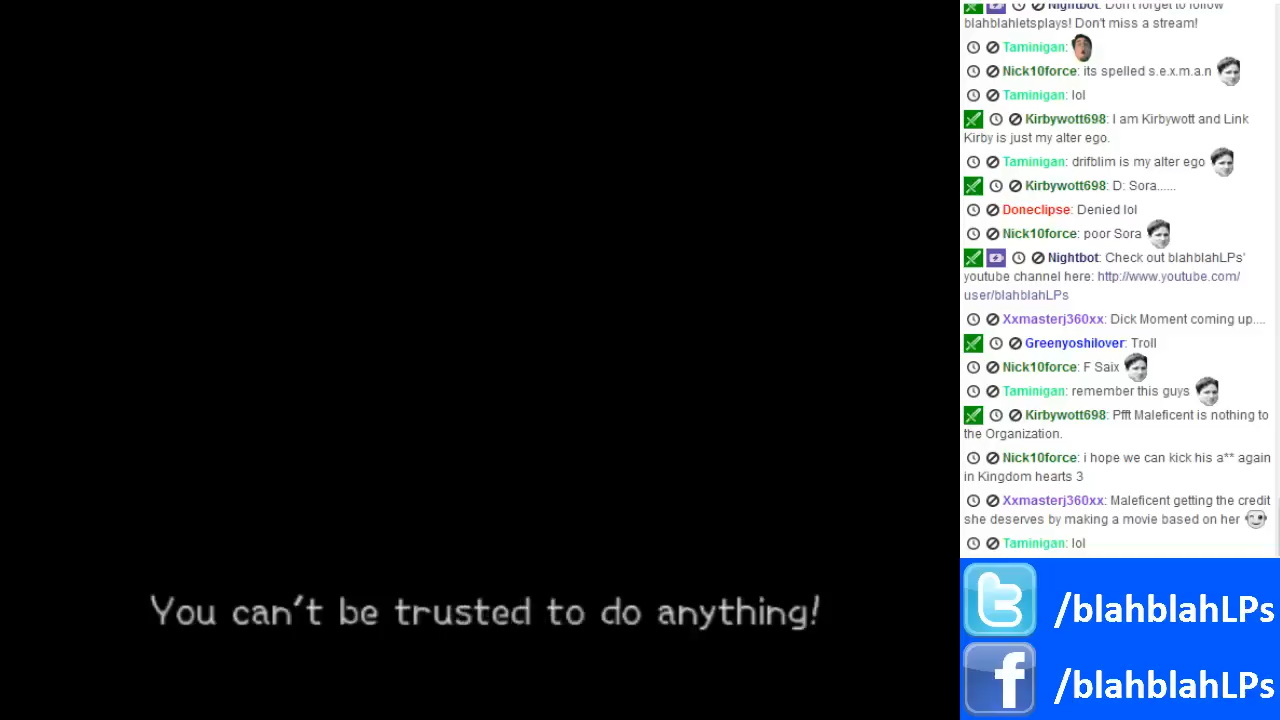 Nightbot: Don't forget to follow
blahblahletsplays! Don't miss a stream!
Taminigan:
Nick10force: its spelled s.e.x.m.a.n
Taminigan: lol
Kirbywott698: I am Kirbywott and Link
Kirby is just my alter ego.
Taminigan: drifblim is my alter ego
Kirbywott698: D: Sora......
Doneclipse: Denied lol
Nick10force: poor Sora
Nightbot: Check out blahblahLPs'
youtube channel here: http://www.youtube.com/
user/blahblahLPs
Xxmasterj360xx: Dick Moment coming up....
Greenyoshilover: Troll
Nick10force: F Saix
Taminigan: remember this guys
Kirbywott698: Pfft Maleficent is nothing to
the Organization.
Nick10force: i hope we can kick his a** again
in Kingdom hearts 3
Xxmasterj360xx: Maleficent getting the credit
she deserves by making a movie based on her
Taminigan: lol
You can't be trusted to do anything!
/blahblahLPs
/blahblahLPs